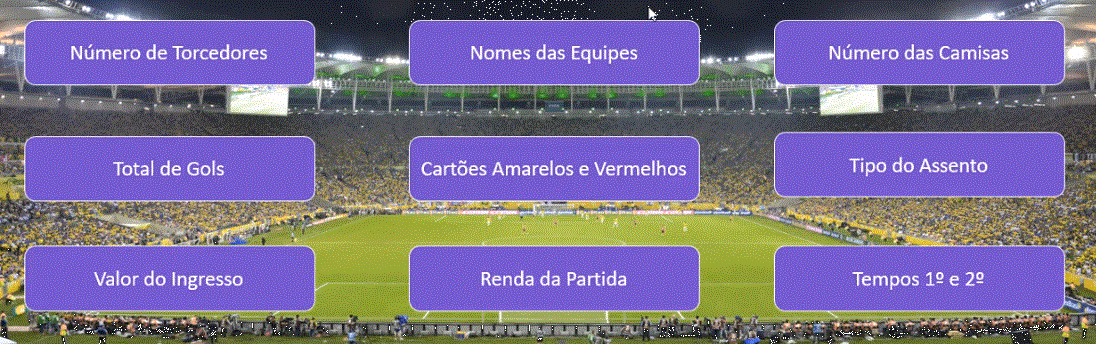 Número de Torcedores
Nomes das Equipes
Número das Camisas
Total de Gols
Cartões Amarelos e Vermelhos
Tipo do Assento
Valor do Ingresso
Renda da Partida
Tempos 1º e 2º